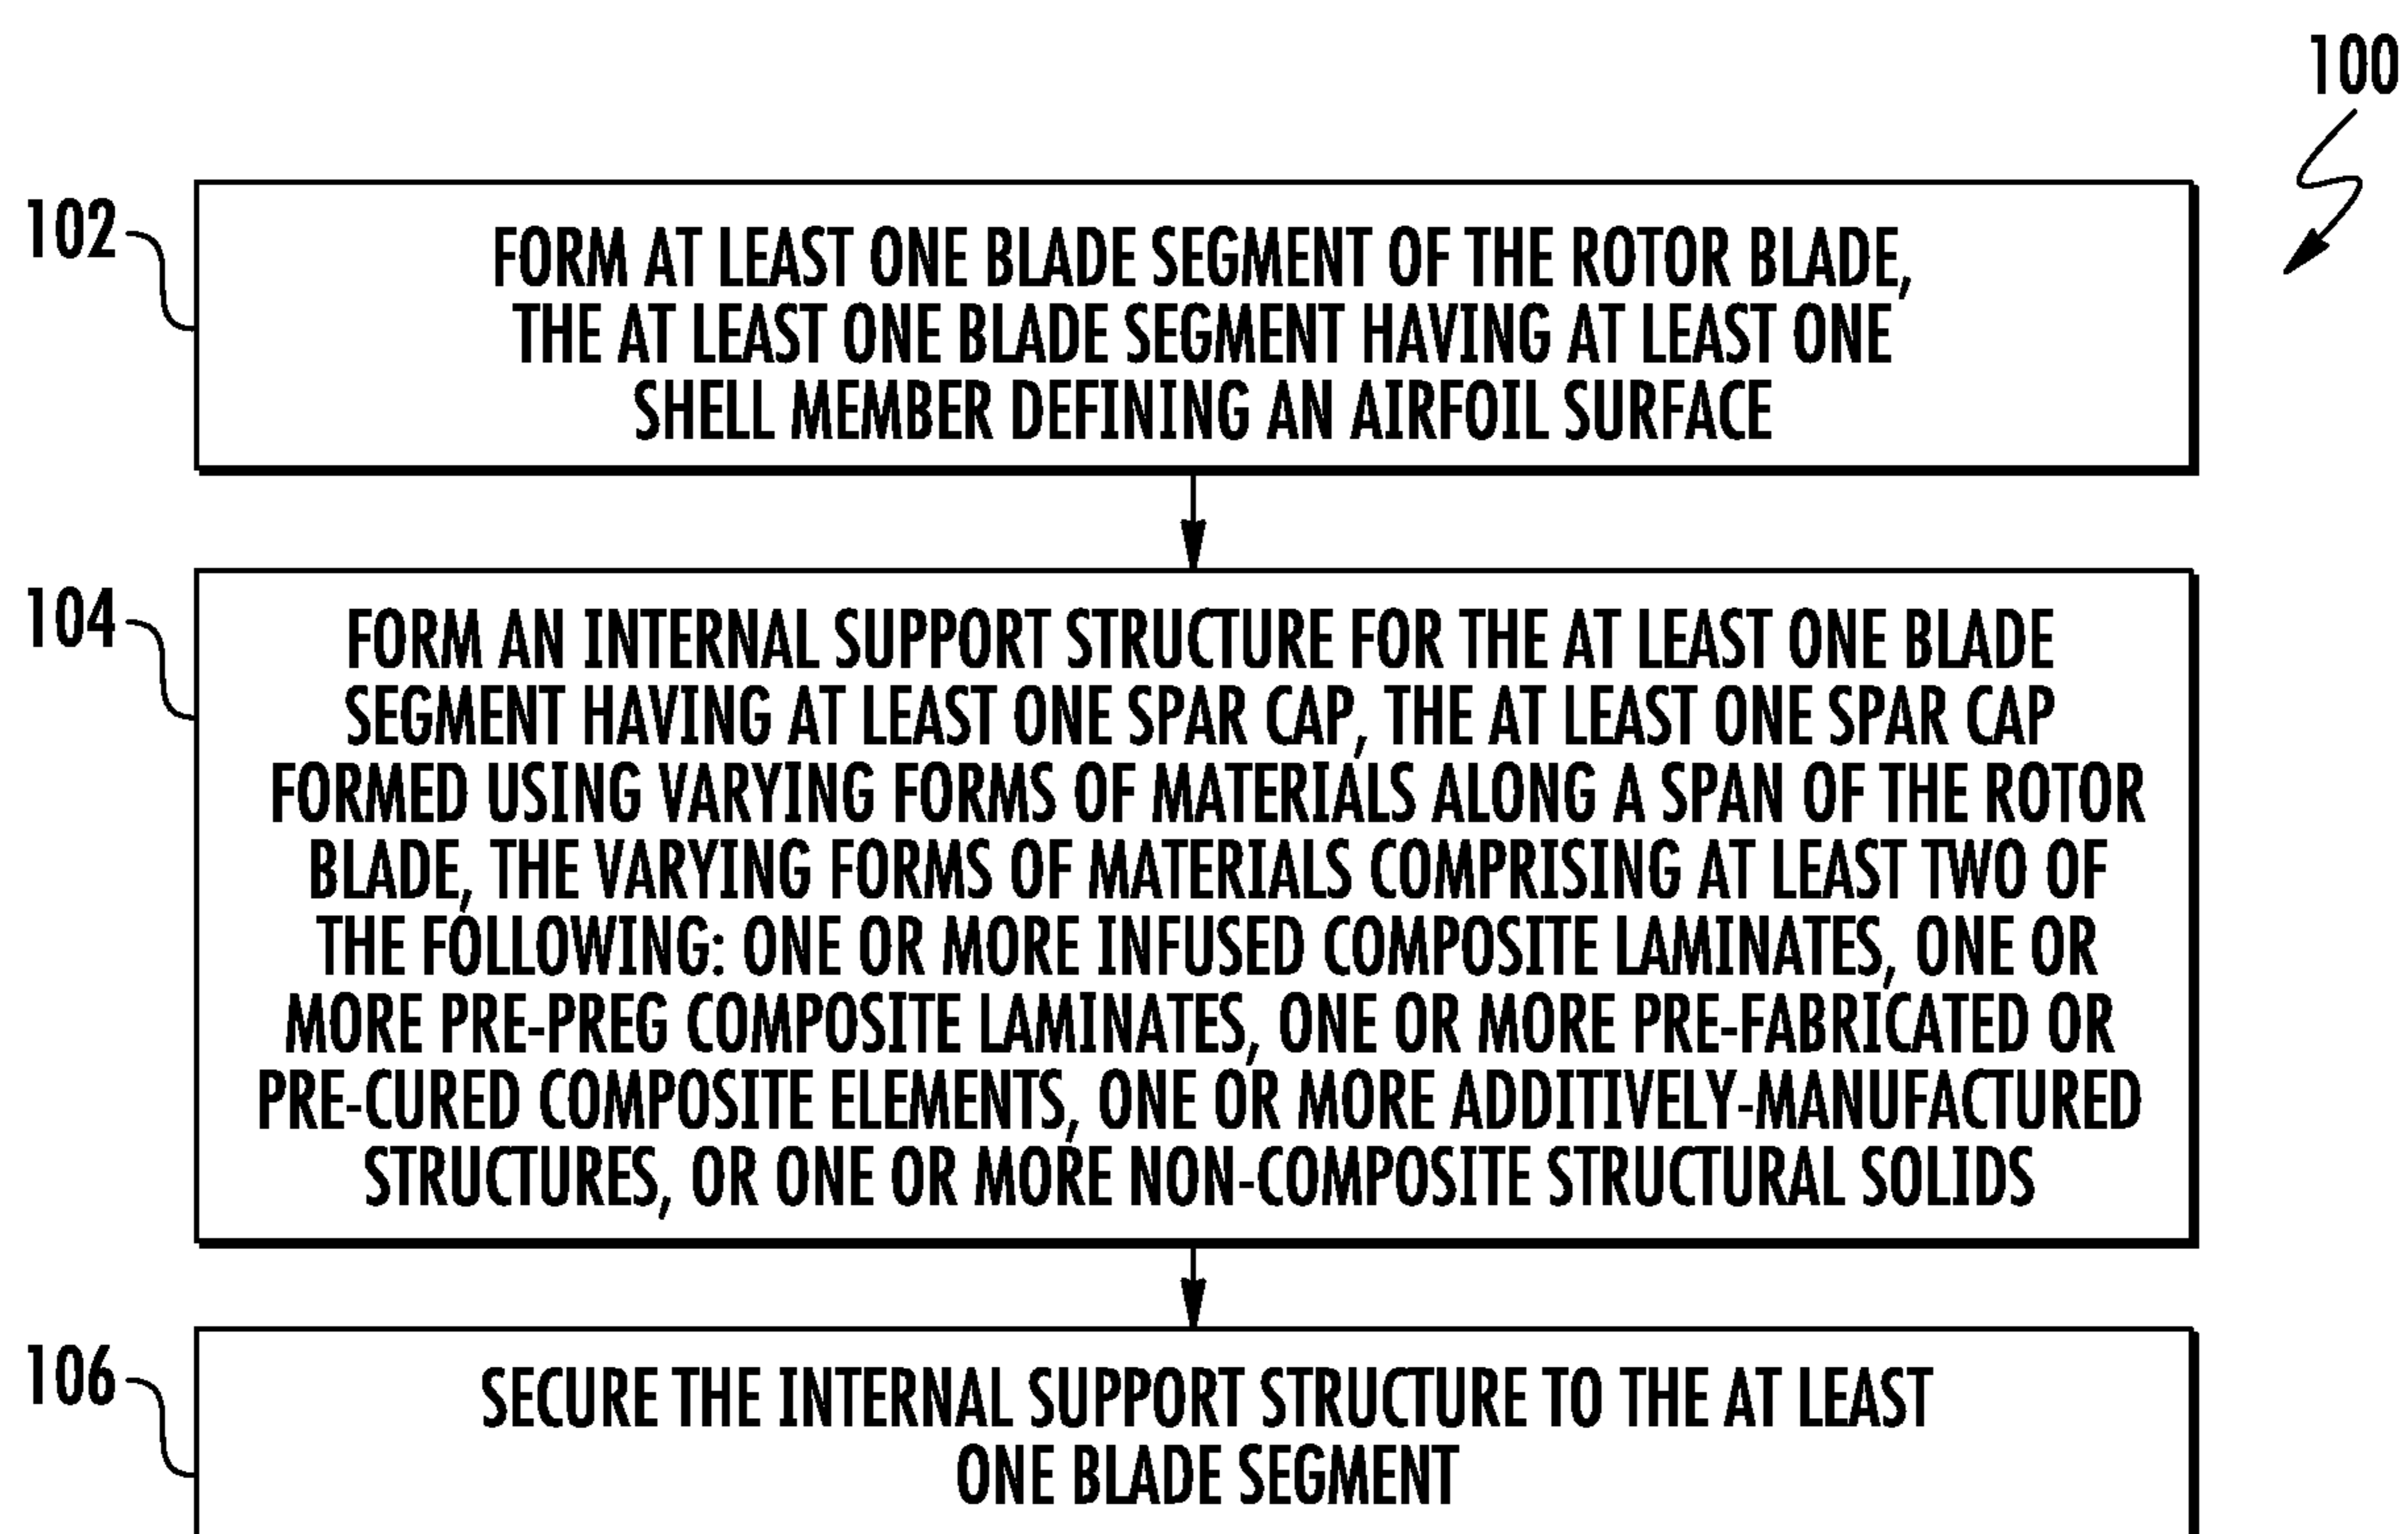 100
102
FORM AT LEAST ONE BLADE SEGMENT OF THE ROTOR BLADE,
THE AT LEAST ONE BLADE SEGMENT HAVING AT LEAST ONE
SHELL MEMBER DEFINING AN AIRFOIL SURFACE
104
FORM AN INTERNAL SUPPORT STRUCTURE FOR THE AT LEAST ONE BLADE
SEGMENT HAVING AT LEAST ONE SPAR CAP, THE AT LEAST ONE SPAR CAP
FORMED USING VARYING FORMS OF MATERIALS ALONG A SPAN OF THE ROTOR
BLADE, THE VARYING FORMS OF MATERIALS COMPRISING AT LEAST TWO OF
THE FOLLOWING: ONE OR MORE INFUSED COMPOSITE LAMINATES, ONE OR
MORE PRE-PREG COMPOSITE LAMINATES, ONE OR MORE PRE-FABRICATED OR
PRE-CURED COMPOSITE ELEMENTS, ONE OR MORE ADDITIVELY-MANUFACTURED
STRUCTURES, OR ONE OR MORE NON-COMPOSITE STRUCTURAL SOLIDS
106
SECURE THE INTERNAL SUPPORT STRUCTURE TO THE AT LEAST
ONE BLADE SEGMENT